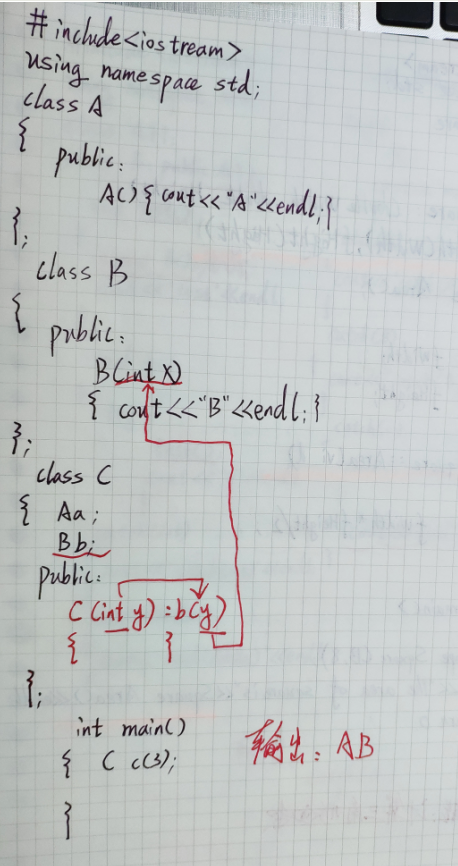 #include<iostream>
using namespace std;
class A
{
public:
A(){cout<<"A"<<endl;}
};
class B
{
public:
B(int x)
{ cout<<"B"<<endl;}
};
class C
{ A a;
B b;
public:
C(int y):b(y)
{ }
};
int main()
{ C c(3);
}
输出: AB